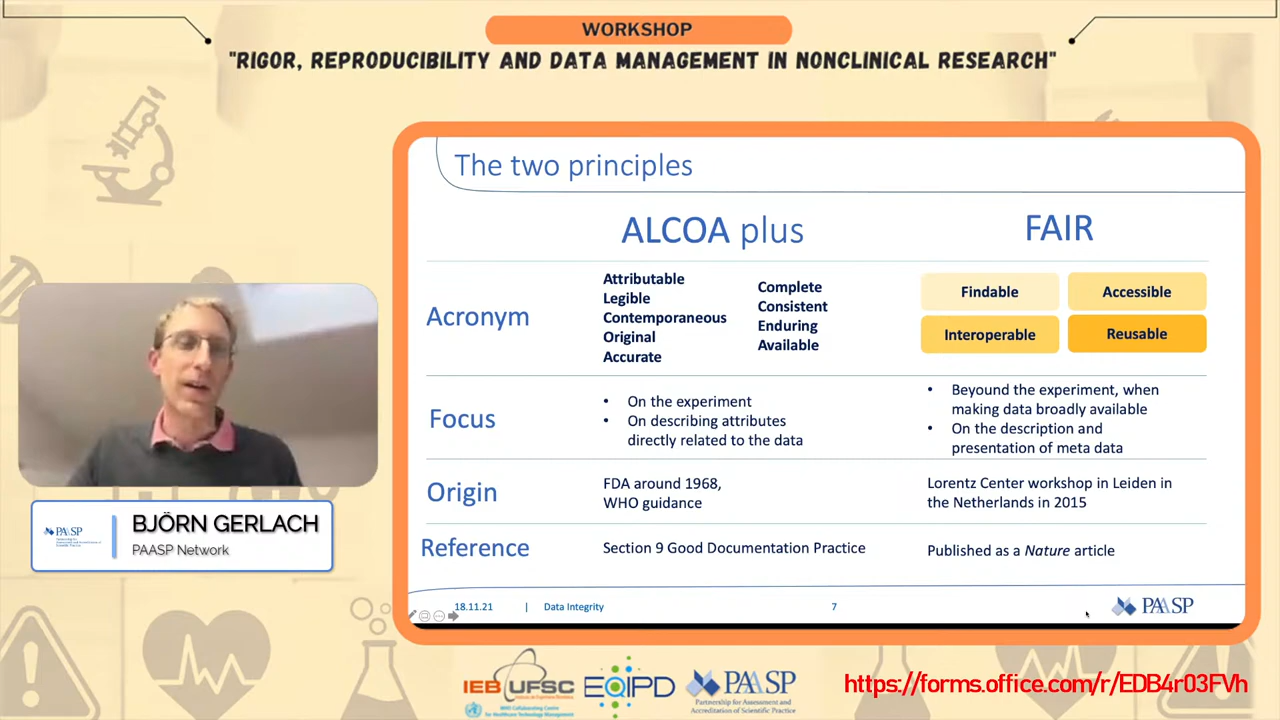 WORKSHOP
"RIGOR, REPRODUCIBILITY AND DATA MANAGEMENT IN NONCLINICAL RESEARCH"
The two principles
ALCOA plus
FAIR
Acronym
Attributable
Legible
Contemporaneous
Original
Accurate
Complete
Consistent
Enduring
Available
Findable
Accessible
Interoperable
Reusable
Focus
• On the experiment
• On describing attributes
directly related to the data
• Beyound the experiment, when
making data broadly available
• On the description and
presentation of meta data
Origin
FDA around 1968,
WHO guidance
Lorentz Center workshop in Leiden in
the Netherlands in 2015
Reference
Section 9 Good Documentation Practice
Published as a Nature article
18.11.21 | Data Integrity
7
PAASP
PAASP
BJÖRN GERLACH
PAASP Network
IEB UFSC
EQIPD
PAASP
Partnership for Assessment and
Accreditation of Scientific Practice
https://forms.office.com/r/EDB4r03FVh